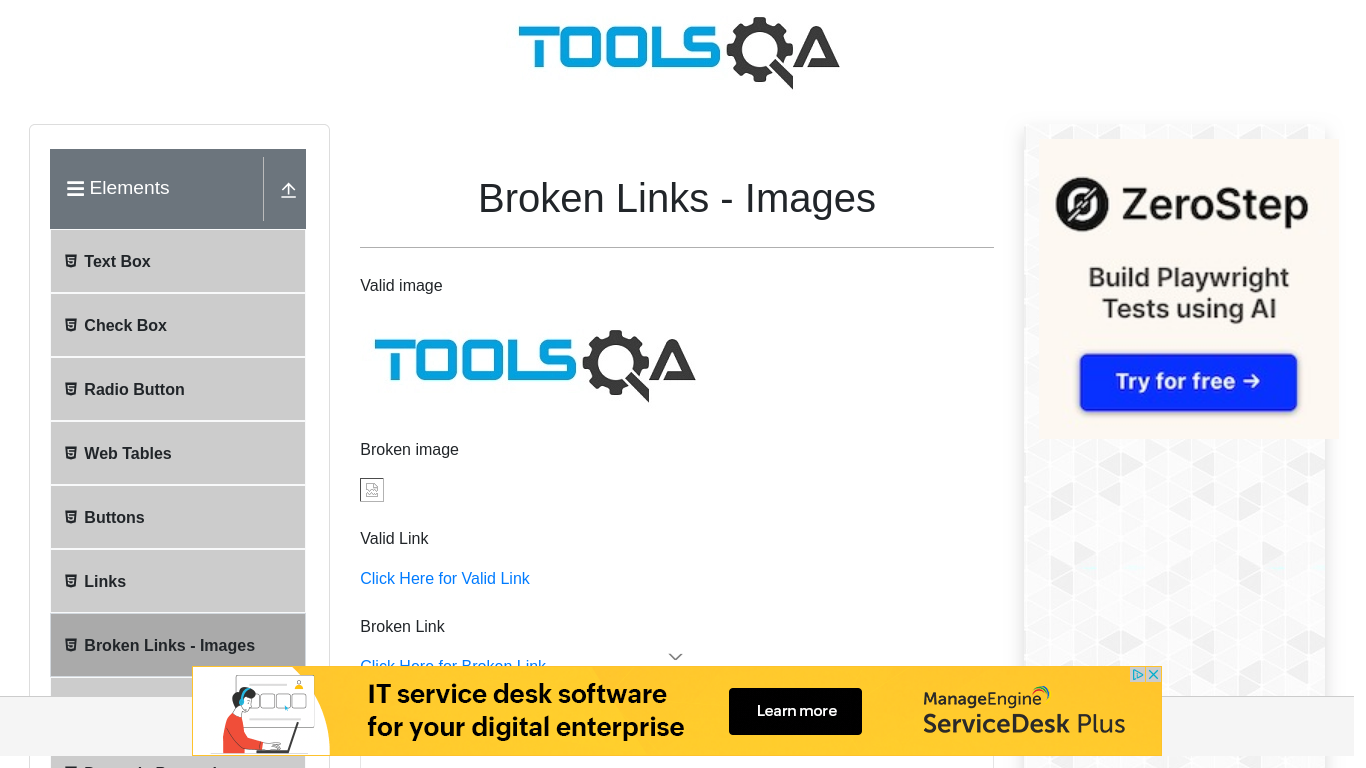 TOOLSQA
Elements
Text Box
Check Box
Radio Button
Web Tables
Buttons
Links
Broken Links - Images
Broken Links - Images
Valid image
TOOLSQA
Broken image
Valid Link
Click Here for Valid Link
Broken Link
Click Here for Broken Link
ZeroStep
Build Playwright
Tests using AI
Try for free →
IT service desk software
for your digital enterprise
Learn more
ManageEngine
ServiceDesk Plus